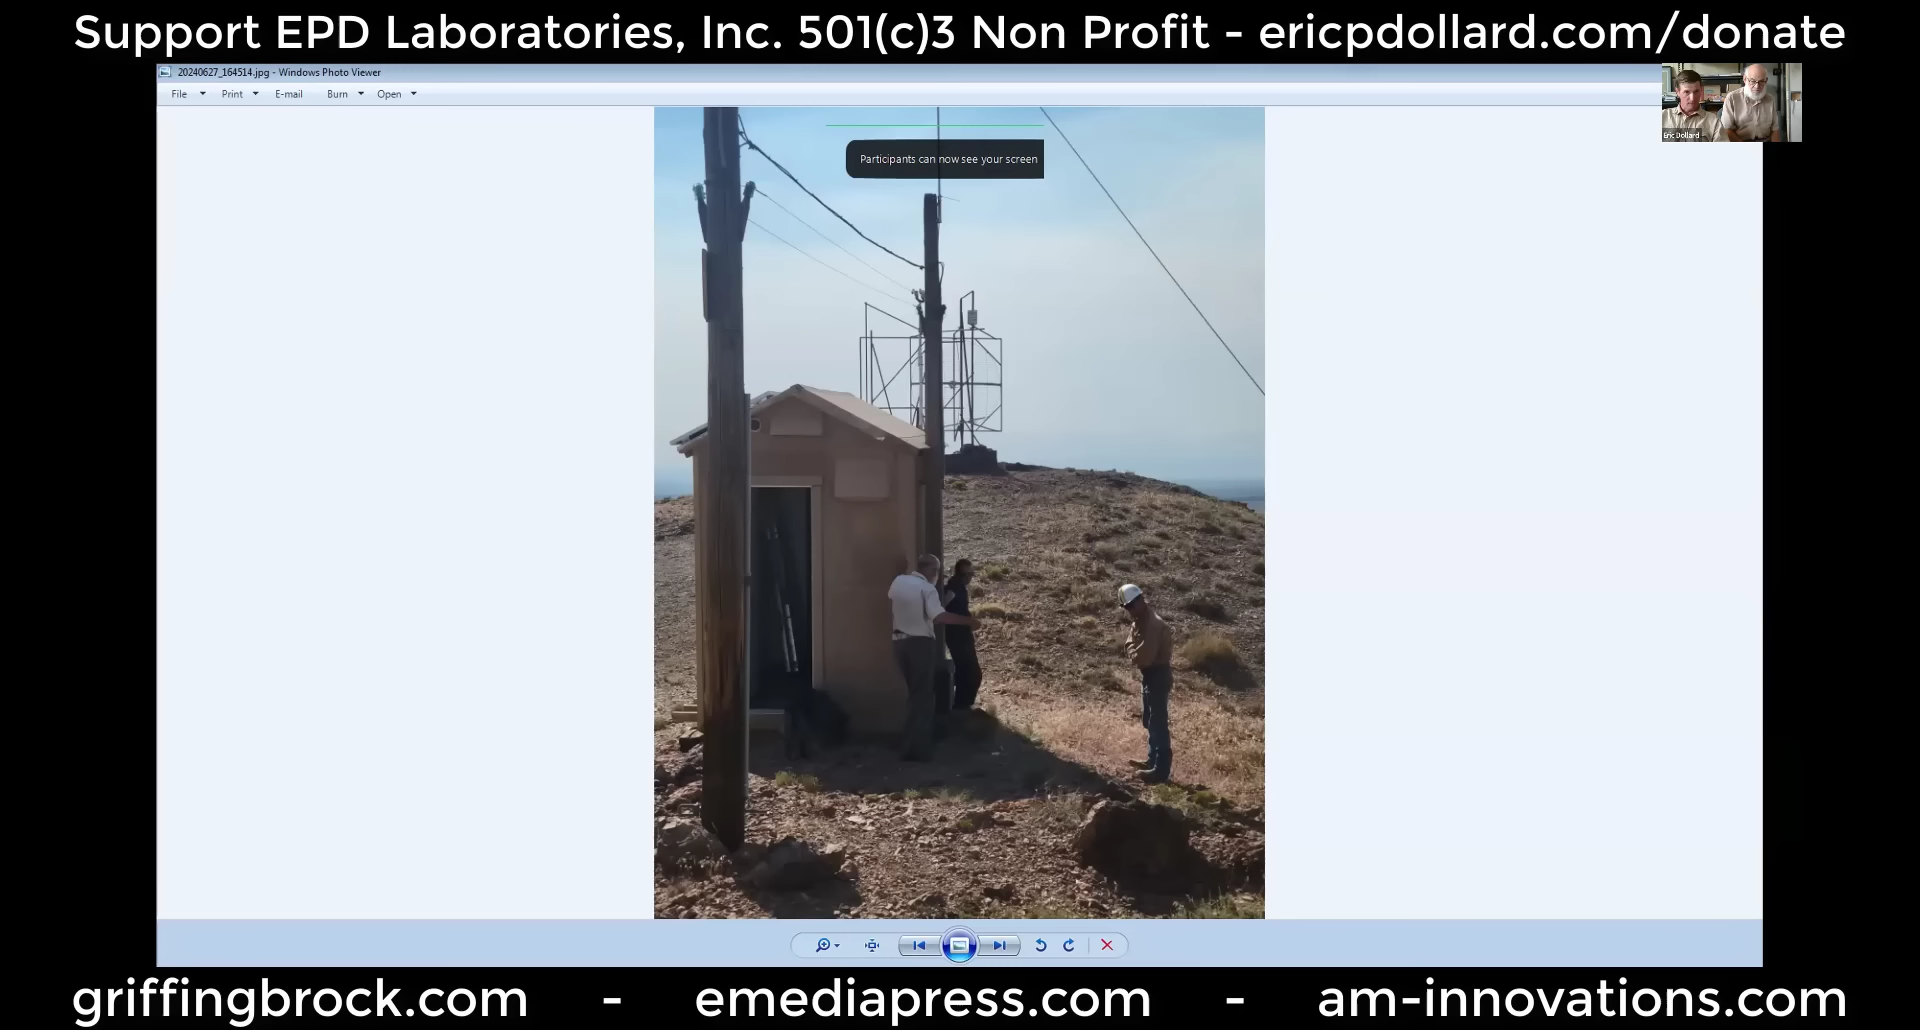 Support EPD Laboratories, Inc. 501(c)3 Non Profit - ericpdollard.com/donate
20240627_164514.jpg - Windows Photo Viewer
File Print E-mail Burn Open
Eric Dollard
Participants can now see your screen
griffingbrock.com - emediapress.com - am-innovations.com